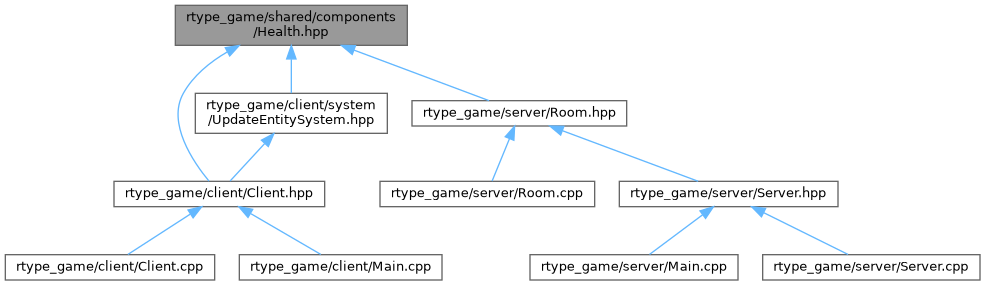 rtype_game/shared/components
/Health.hpp
rtype_game/client/system
/UpdateEntitySystem.hpp
rtype_game/server/Room.hpp
rtype_game/client/Client.hpp
rtype_game/server/Room.cpp
rtype_game/server/Server.hpp
rtype_game/client/Client.cpp
rtype_game/client/Main.cpp
rtype_game/server/Main.cpp
rtype_game/server/Server.cpp